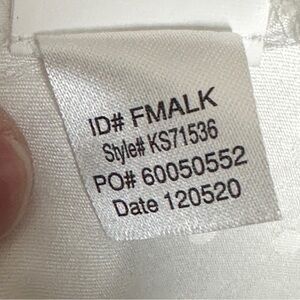 ID# FMALK
Style# KS71536
PO# 60050552
Date 120520